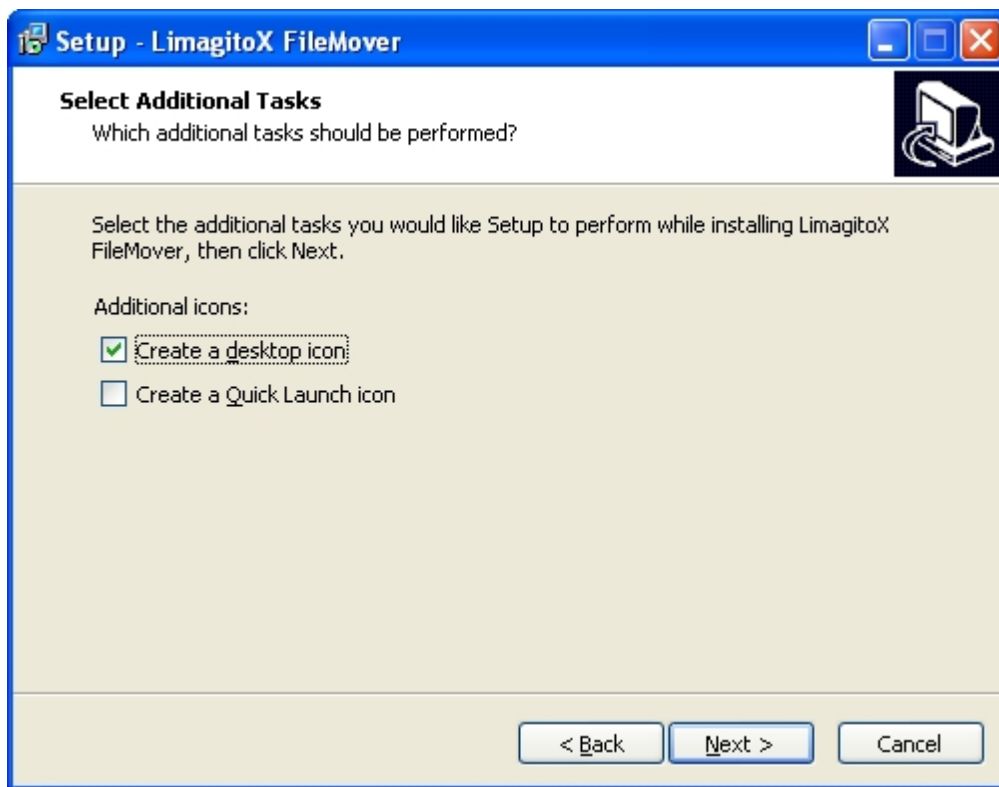 Setup - LimagitoX FileMover
Select Additional Tasks
Which additional tasks should be performed?
Select the additional tasks you would like Setup to perform while installing LimagitoX
FileMover, then click Next.
Additional icons:
Create a desktop icon
Create a Quick Launch icon
< Back
Next >
Cancel